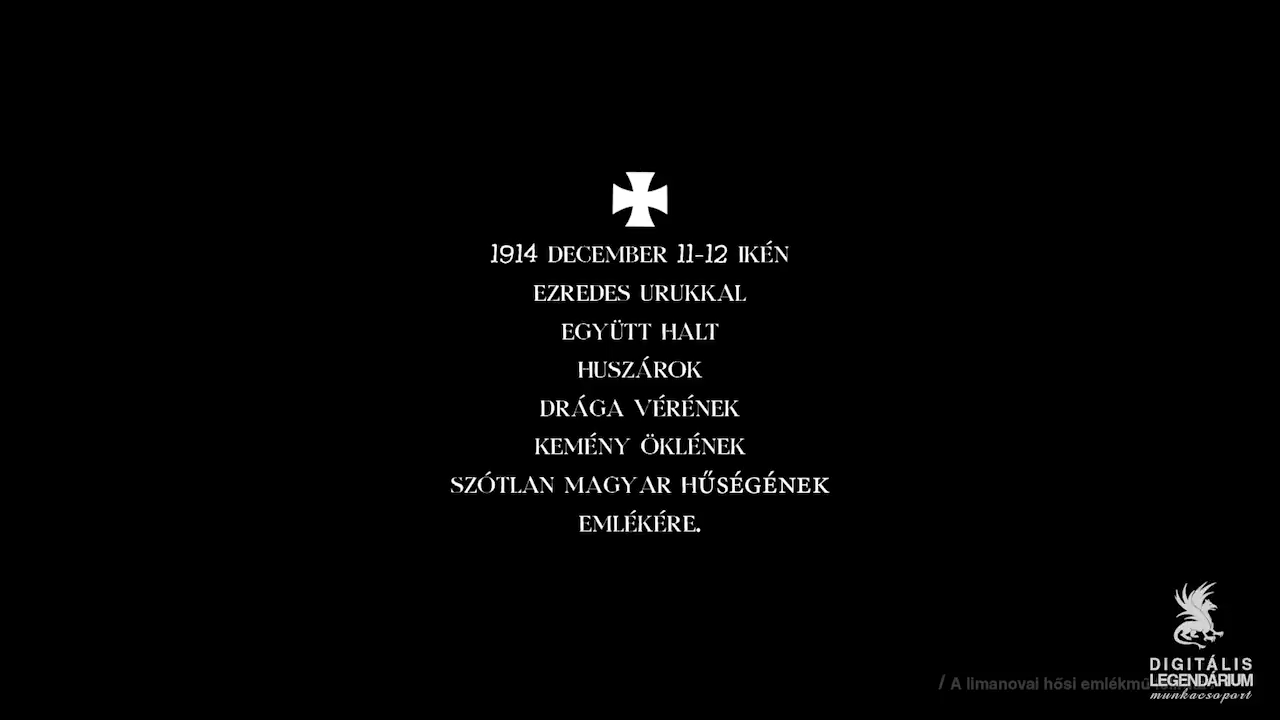 1914 DECEMBER 11-12 IKÉN
EZREDES URUKKAL
EGYÜTT HALT
HUSZÁROK
DRÁGA VÉRÉNEK
KEMÉNY ÖKLÉNEK
SZÓTLAN MAGYAR HŰSÉGÉNEK
EMLÉKÉRE.
/ A limanovai hősi emlékmű
DIGITÁLIS
LEGENDÁRIUM
munkacsoport